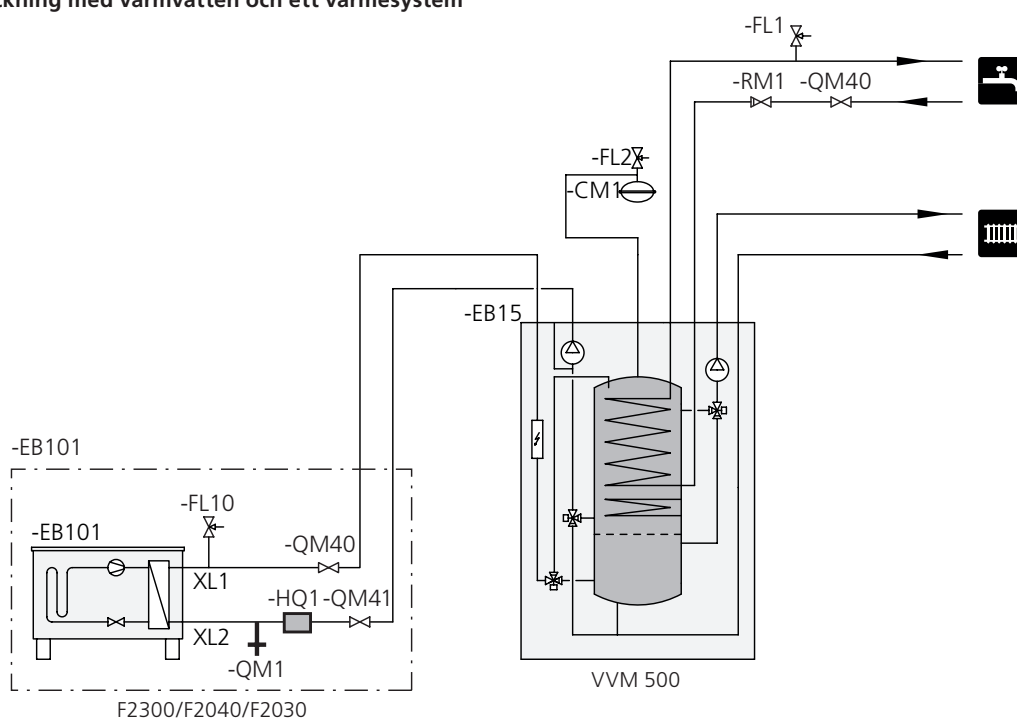 ckning med varmvatten och ett värmesystem
-FL1
-RM1 -QM40
-FL2
-CM1
-EB15
-EB101
-FL10
-EB101
-QM40
XL1
-HQ1 -QM41
XL2
-QM1
VVM 500
F2300/F2040/F2030